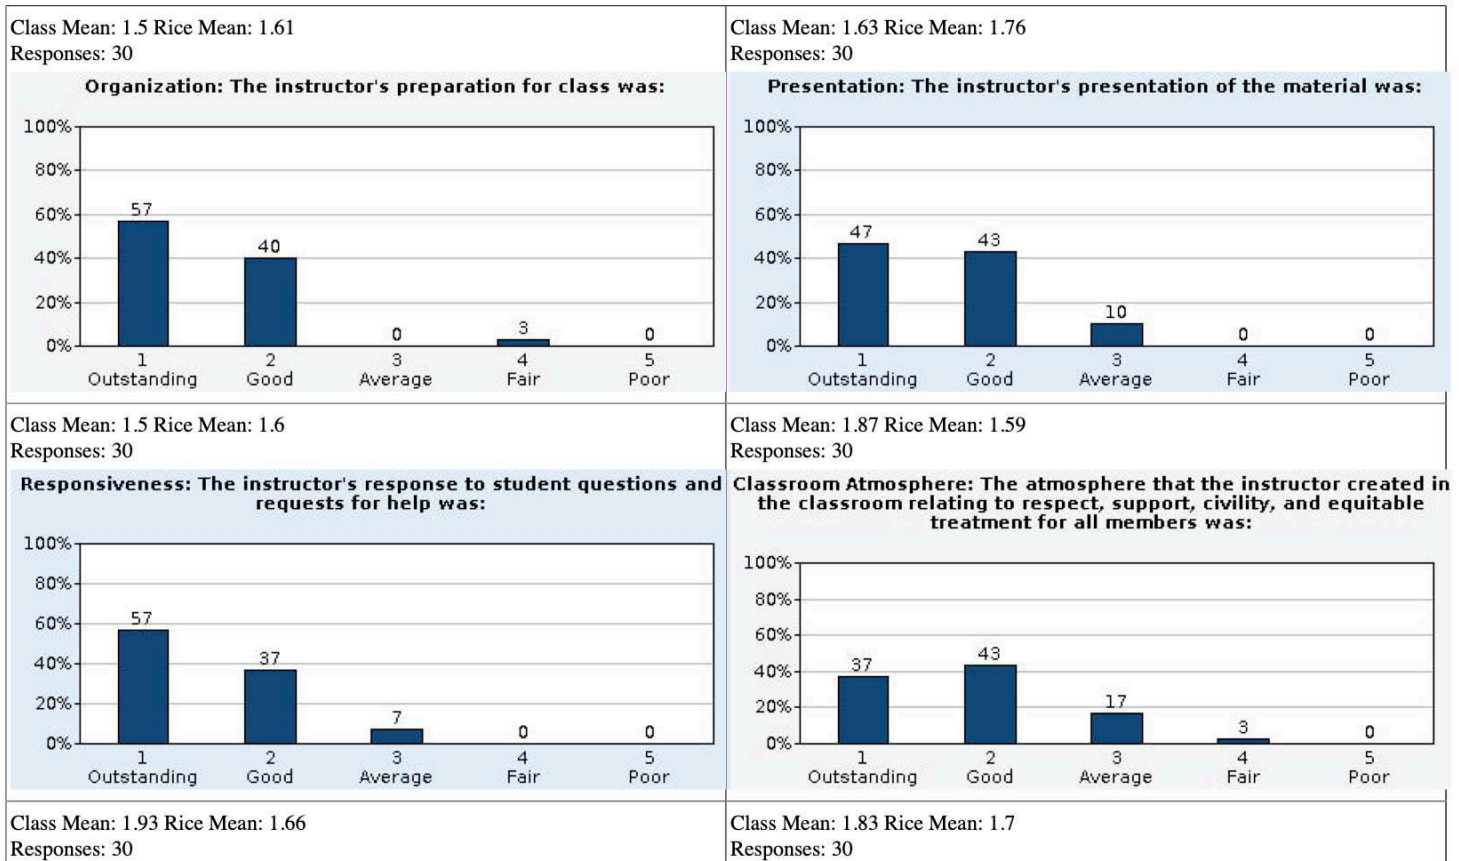 Class Mean: 1.5 Rice Mean: 1.61
Responses: 30
Organization: The instructor's preparation for class was:
100%
80%
60%
40%
20%
0%
57
40
0
3
0
1
2
3
4
5
Outstanding
Good
Average
Fair
Poor
Class Mean: 1.63 Rice Mean: 1.76
Responses: 30
Presentation: The instructor's presentation of the material was:
100%
80%
60%
40%
20%
0%
47
43
10
0
0
1
2
3
4
5
Outstanding
Good
Average
Fair
Poor
Class Mean: 1.5 Rice Mean: 1.6
Responses: 30
Responsiveness: The instructor's response to student questions and
requests for help was:
100%
80%
60%
40%
20%
0%
57
37
7
0
0
1
2
3
4
5
Outstanding
Good
Average
Fair
Poor
Class Mean: 1.87 Rice Mean: 1.59
Responses: 30
Classroom Atmosphere: The atmosphere that the instructor created in
the classroom relating to respect, support, civility, and equitable
treatment for all members was:
100%
80%
60%
40%
20%
0%
37
43
17
3
0
1
2
3
4
5
Outstanding
Good
Average
Fair
Poor
Class Mean: 1.93 Rice Mean: 1.66
Responses: 30
Class Mean: 1.83 Rice Mean: 1.7
Responses: 30